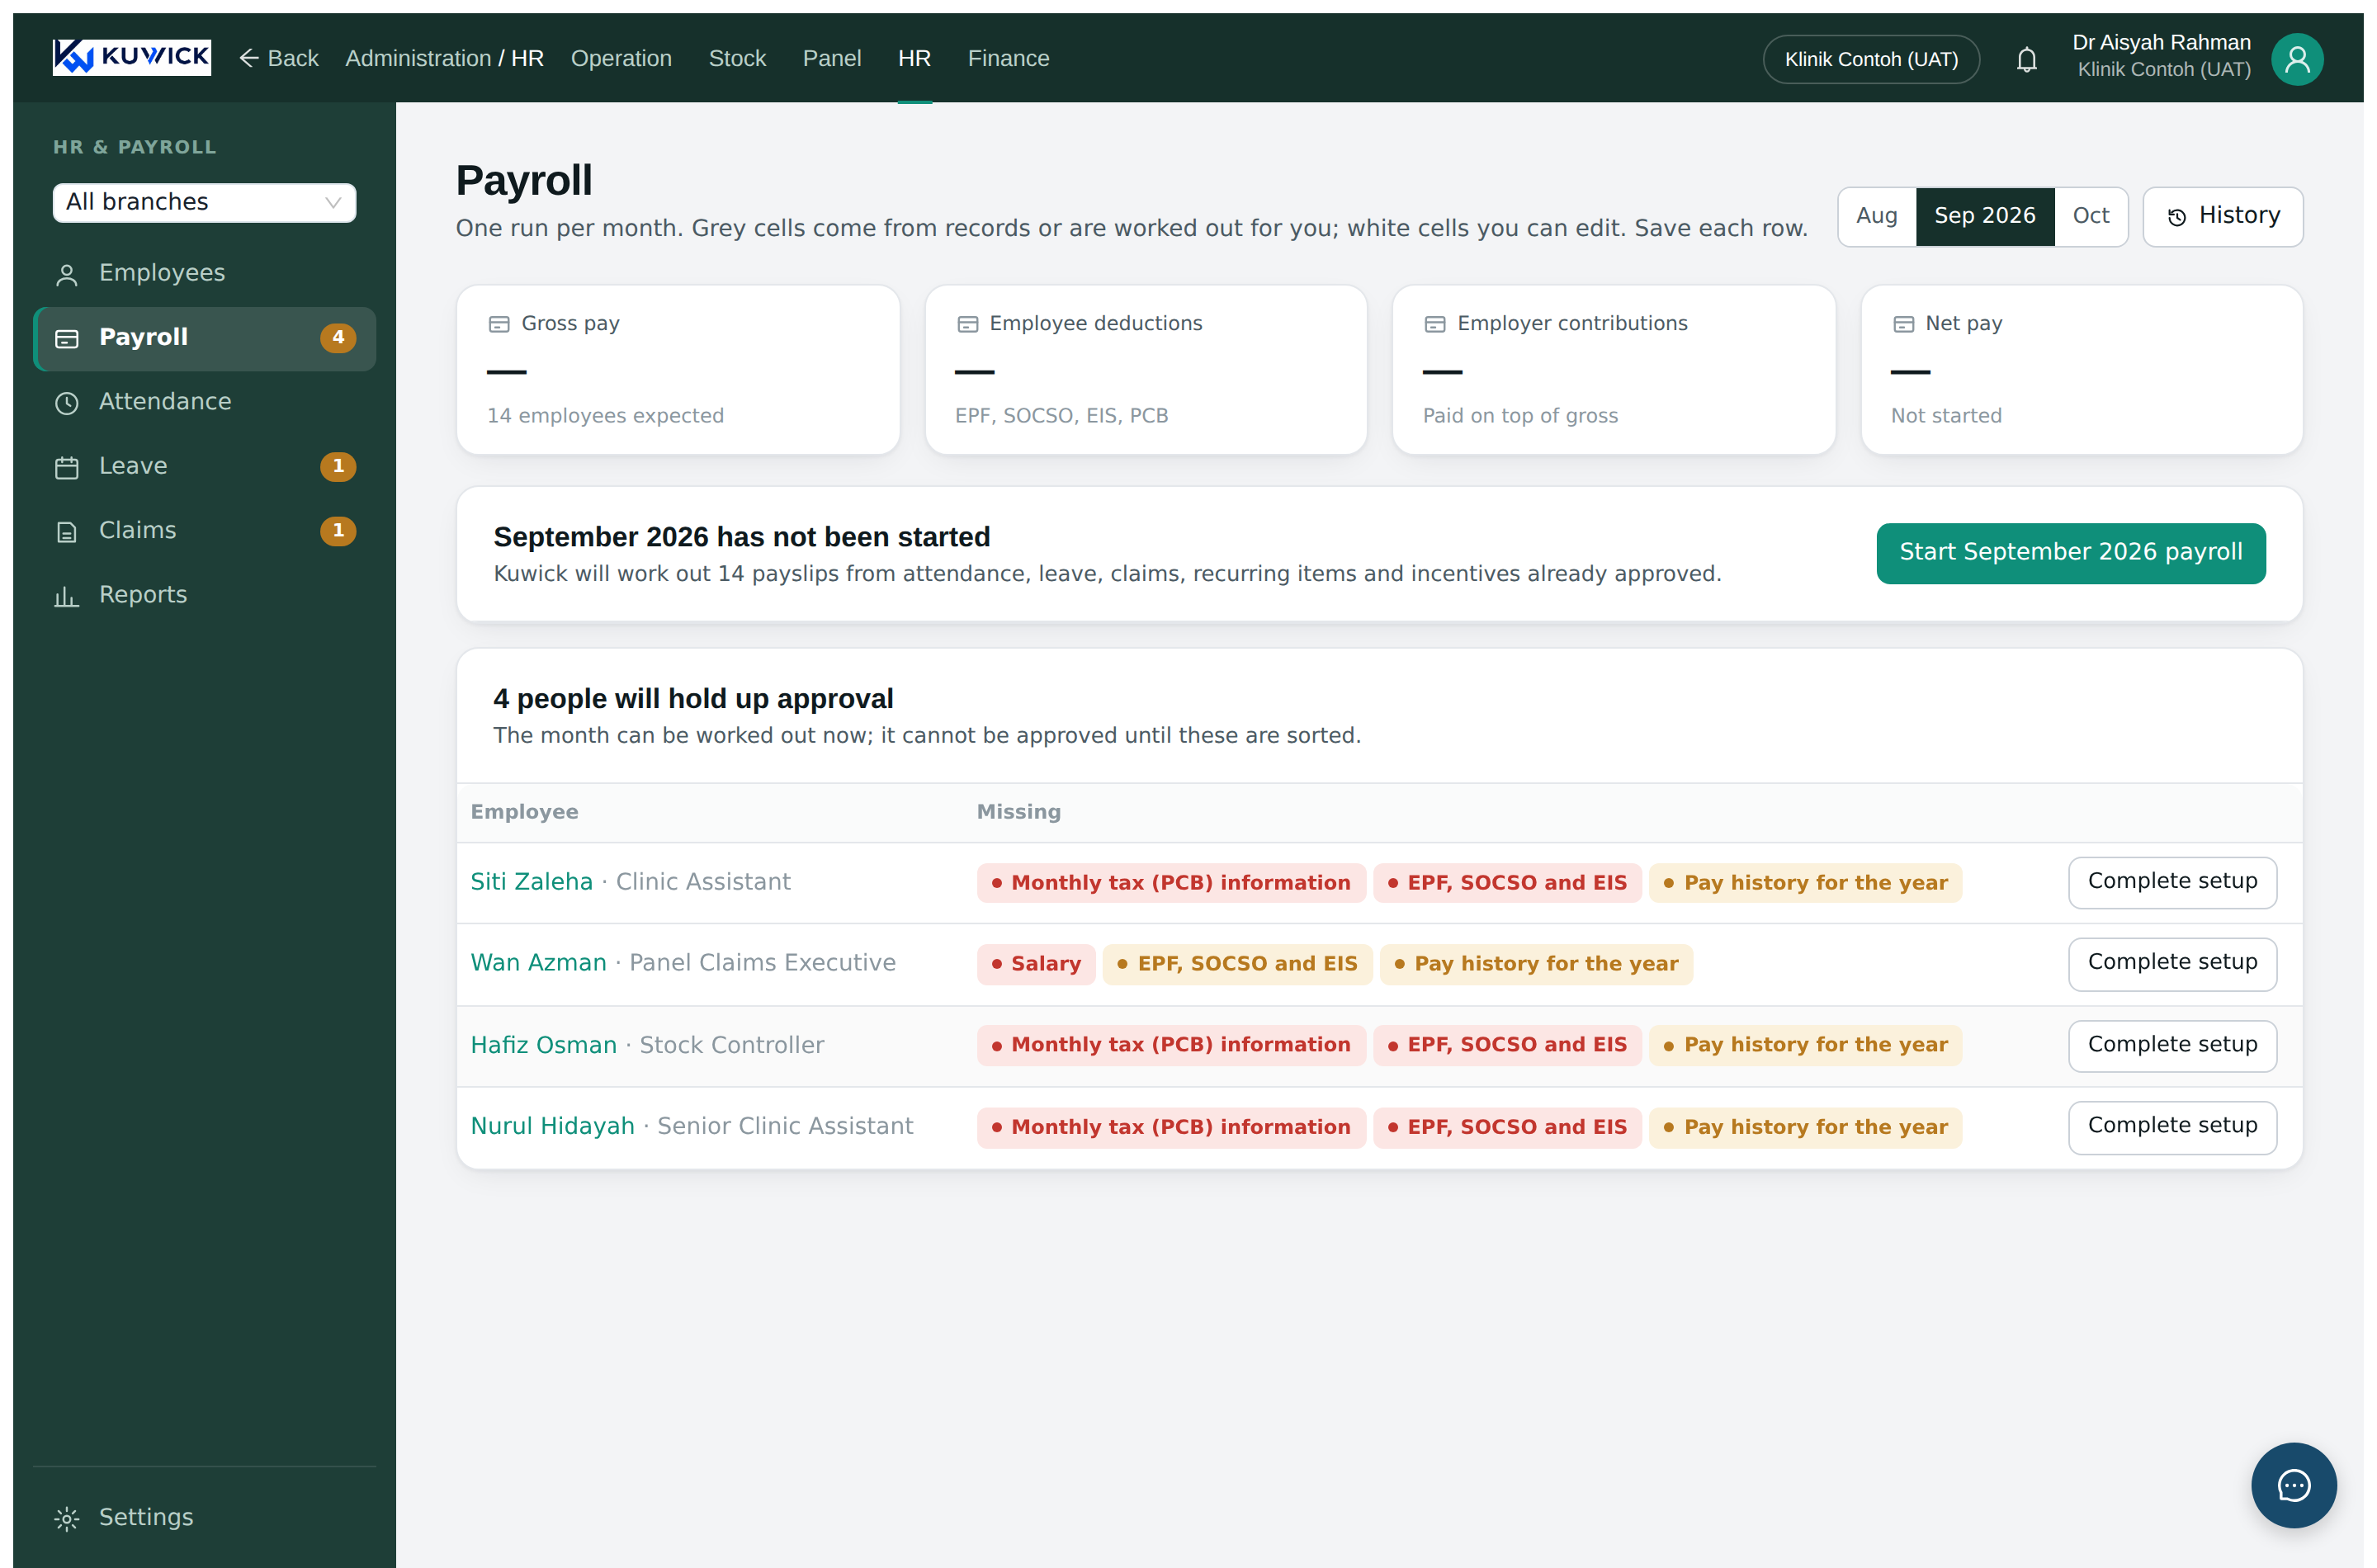 KUWICK
Back Administration / HR Operation Stock Panel HR Finance
Klinik Contoh (UAT)
Dr Aisyah Rahman
Klinik Contoh (UAT)
HR & PAYROLL
All branches
Employees
Payroll 4
Attendance
Leave 1
Claims 1
Reports
Settings
Payroll
One run per month. Grey cells come from records or are worked out for you; white cells you can edit. Save each row.
Aug Sep 2026 Oct History
Gross pay
—
14 employees expected
Employee deductions
—
EPF, SOCSO, EIS, PCB
Employer contributions
—
Paid on top of gross
Net pay
—
Not started
September 2026 has not been started
Kuwick will work out 14 payslips from attendance, leave, claims, recurring items and incentives already approved.
Start September 2026 payroll
4 people will hold up approval
The month can be worked out now; it cannot be approved until these are sorted.
Employee Missing
Siti Zaleha · Clinic Assistant Monthly tax (PCB) information EPF, SOCSO and EIS Pay history for the year Complete setup
Wan Azman · Panel Claims Executive Salary EPF, SOCSO and EIS Pay history for the year Complete setup
Hafiz Osman · Stock Controller Monthly tax (PCB) information EPF, SOCSO and EIS Pay history for the year Complete setup
Nurul Hidayah · Senior Clinic Assistant Monthly tax (PCB) information EPF, SOCSO and EIS Pay history for the year Complete setup